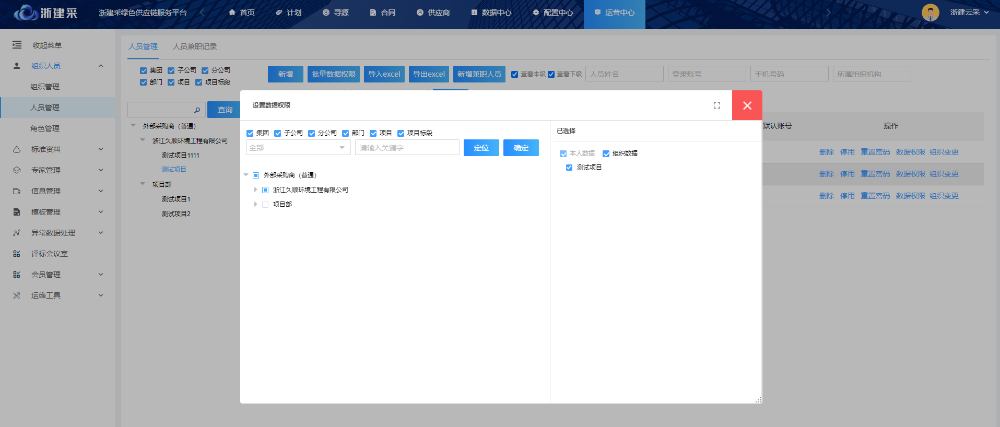 浙建采 浙建采绿色供应链服务平台 首页 计划 寻源 合同 供应商 数据中心 配置中心 运营中心 浙建云采
收起菜单
组织人员
组织管理
人员管理
角色管理
标准资料
专家管理
信息管理
模板管理
异常数据处理
评标会议室
会员管理
运维工具
人员管理 人员兼职记录
集团 子公司 分公司
部门 项目 项目标段
新增 批量数据权限 导入excel 导出excel 新增兼职人员 查看本级 查看下级 人员姓名 登录账号 手机号码 所属组织机构
查询
外部采购商（普通）
浙江久顺环境工程有限公司
测试项目1111
测试项目
项目部
测试项目1
测试项目2
设置数据权限
集团 子公司 分公司 部门 项目 项目标段
全部 请输入关键字 定位 确定
外部采购商（普通）
浙江久顺环境工程有限公司
项目部
已选择
本人数据 组织数据
测试项目
默认账号 操作
删除 停用 重置密码 数据权限 组织变更
删除 停用 重置密码 数据权限 组织变更
删除 停用 重置密码 数据权限 组织变更